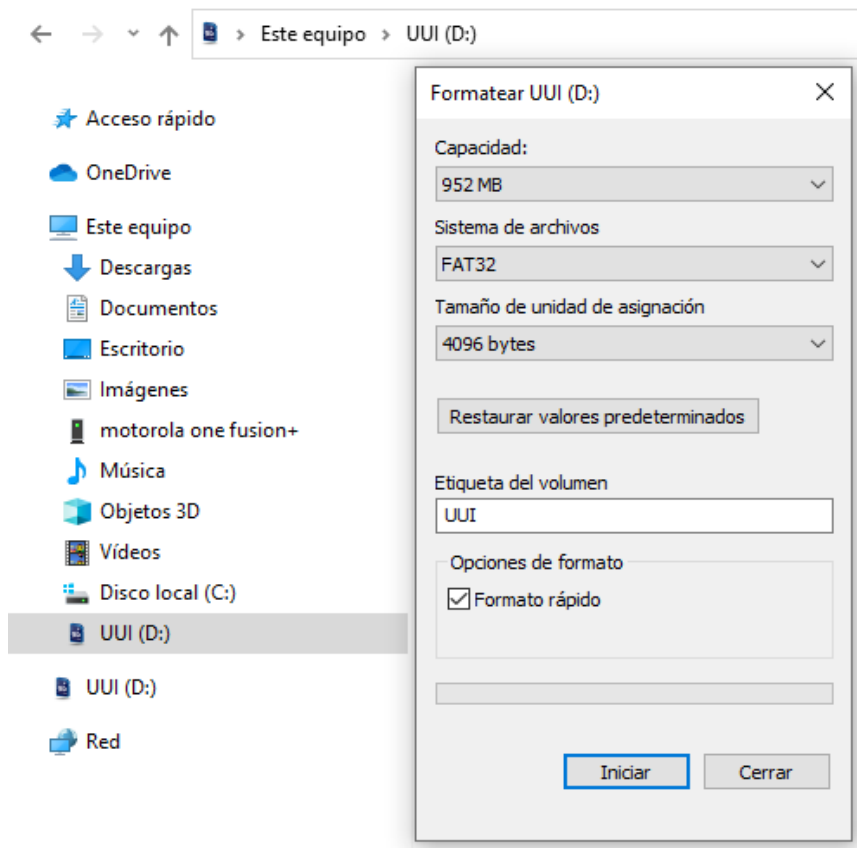 Este equipo > UUI (D:)
Acceso rápido
OneDrive
Este equipo
Descargas
Documentos
Escritorio
Imágenes
motorola one fusion+
Música
Objetos 3D
Vídeos
Disco local (C:)
UUI (D:)
UUI (D:)
Red
Formatear UUI (D:)
Capacidad:
952 MB
Sistema de archivos
FAT32
Tamaño de unidad de asignación
4096 bytes
Restaurar valores predeterminados
Etiqueta del volumen
UUI
Opciones de formato
Formato rápido
Iniciar Cerrar